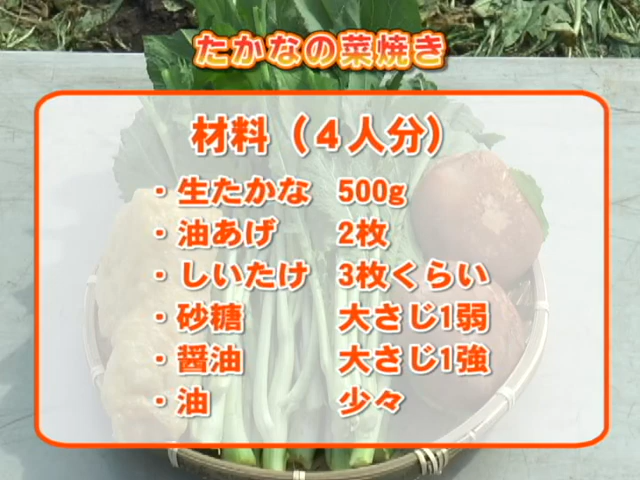 たかなの菜焼き
材料（４人分）
・生たかな 500g
・油あげ 2枚
・しいたけ 3枚くらい
・砂糖 大さじ1弱
・醤油 大さじ1強
・油 少々